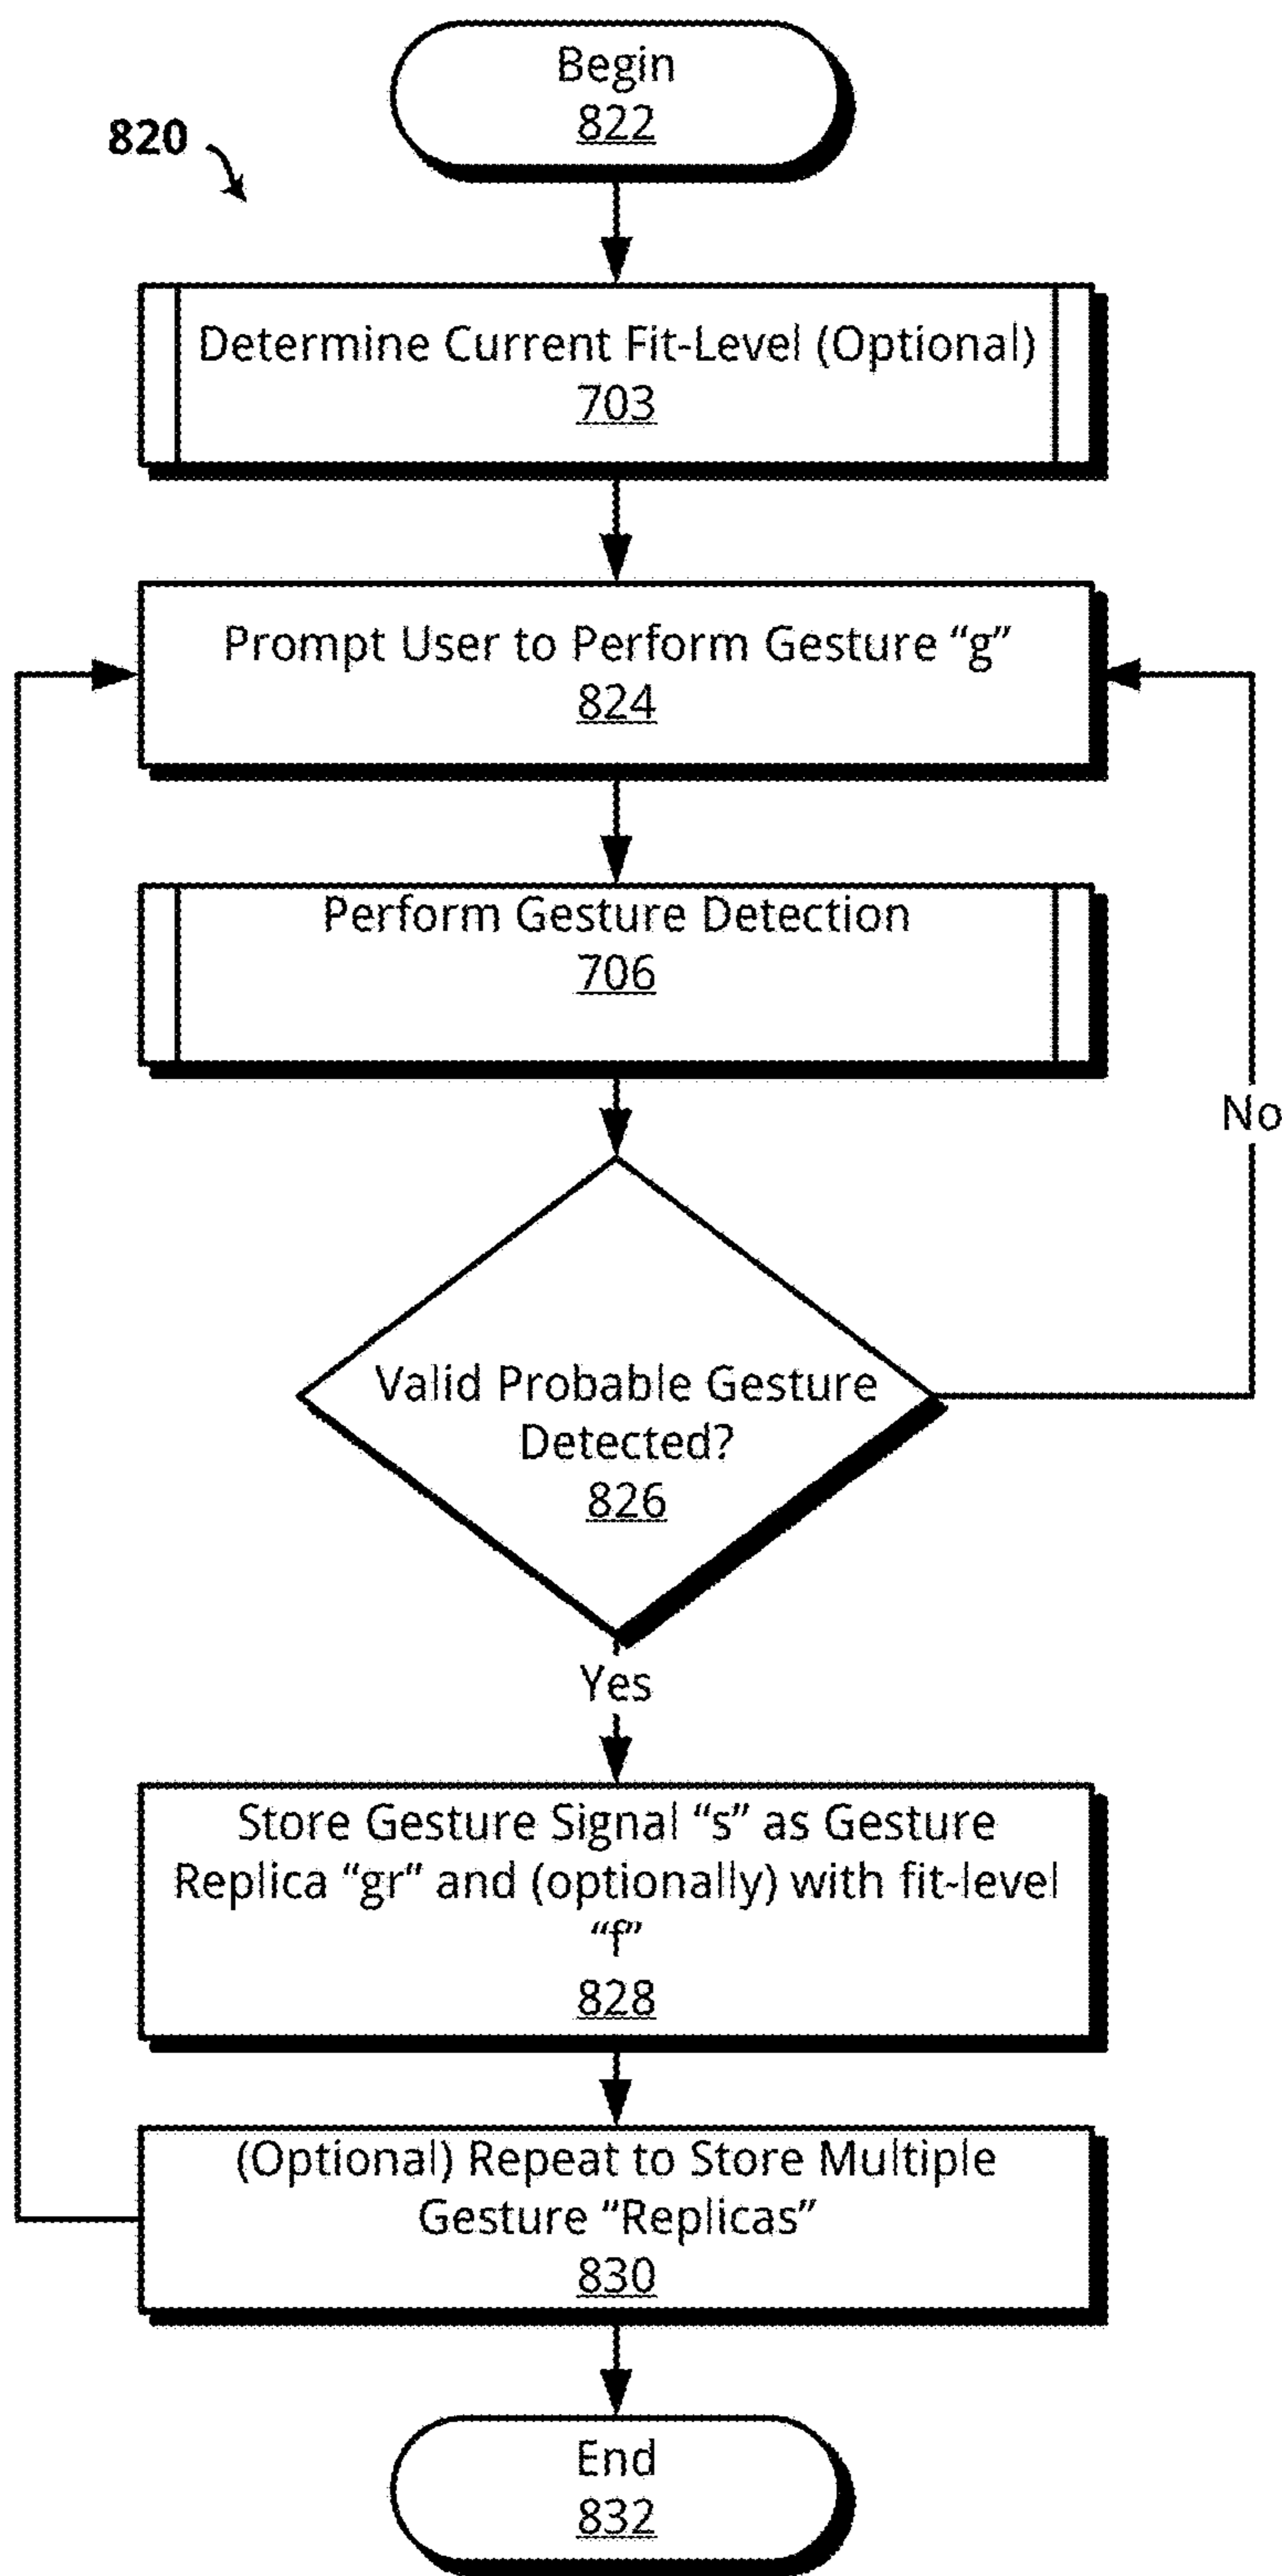 Begin
822
820
Determine Current Fit-Level (Optional)
703
Prompt User to Perform Gesture “g”
824
Perform Gesture Detection
706
No
Valid Probable Gesture
Detected?
826
Yes
Store Gesture Signal “s” as Gesture
Replica “gr” and (optionally) with fit-level
“f”
828
(Optional) Repeat to Store Multiple
Gesture “Replicas”
830
End
832